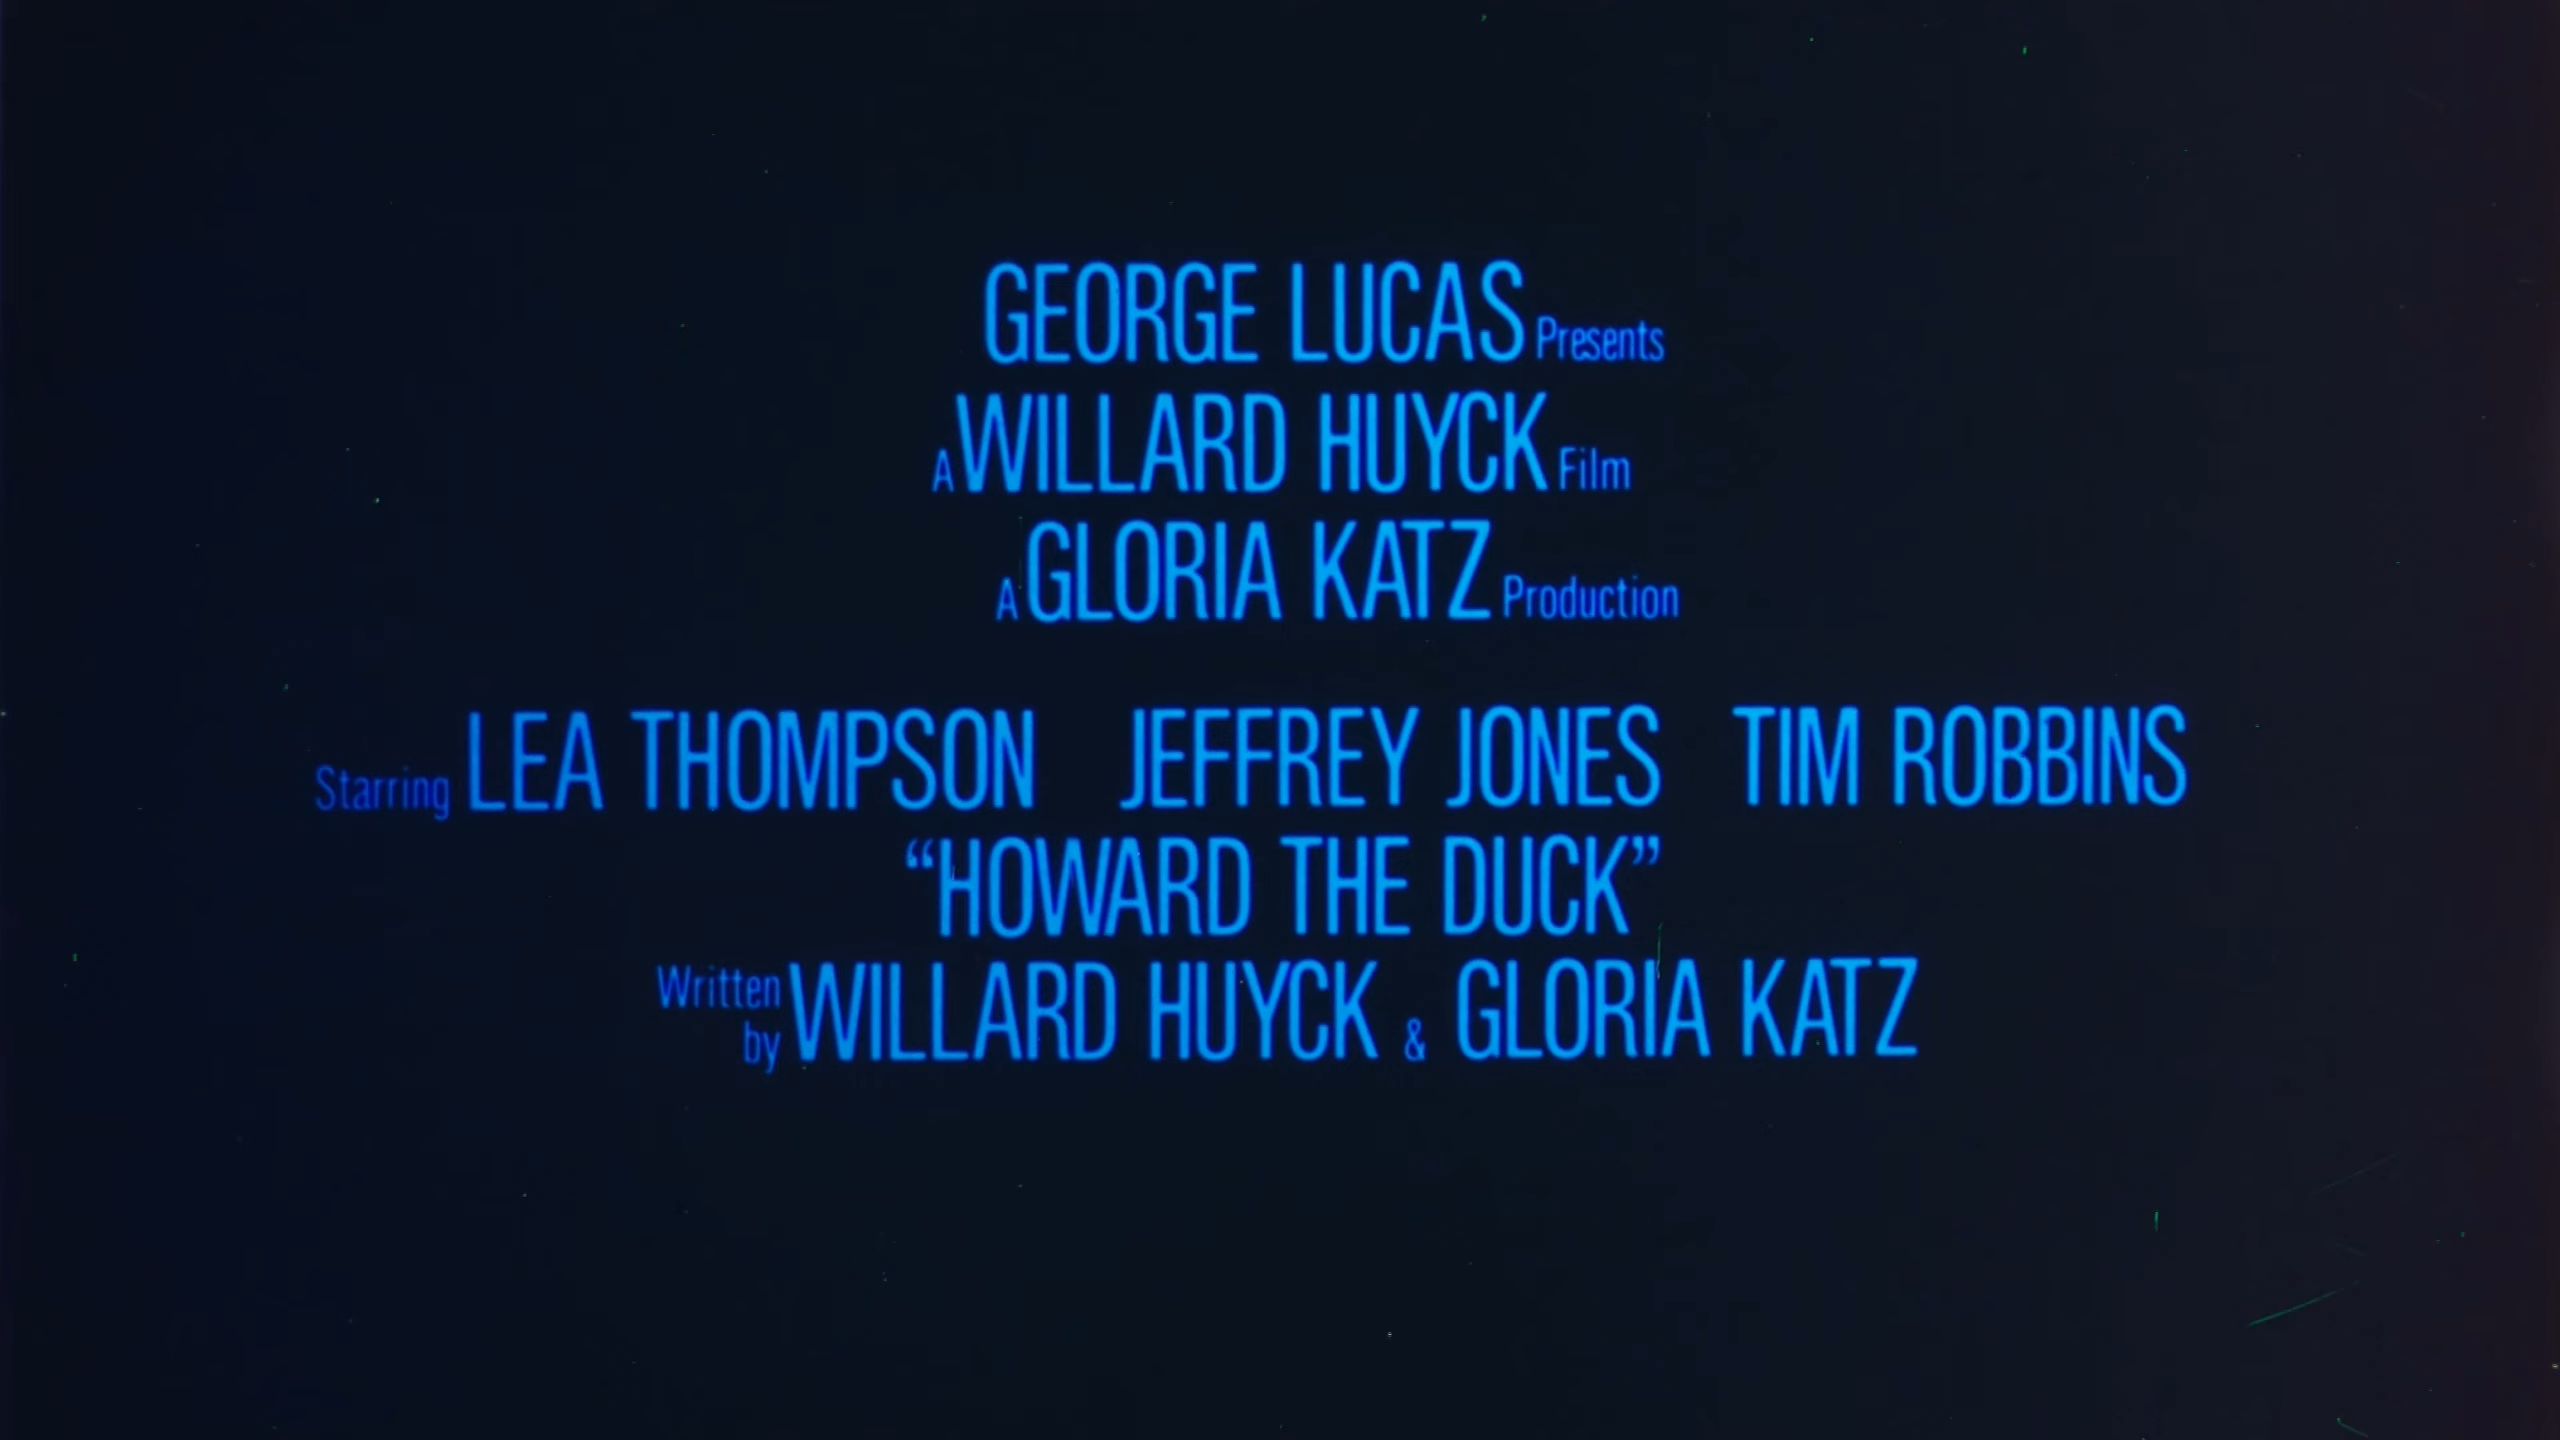 GEORGE LUCAS Presents
A WILLARD HUYCK Film
A GLORIA KATZ Production
Starring LEA THOMPSON JEFFREY JONES TIM ROBBINS
“HOWARD THE DUCK”
Written by WILLARD HUYCK & GLORIA KATZ